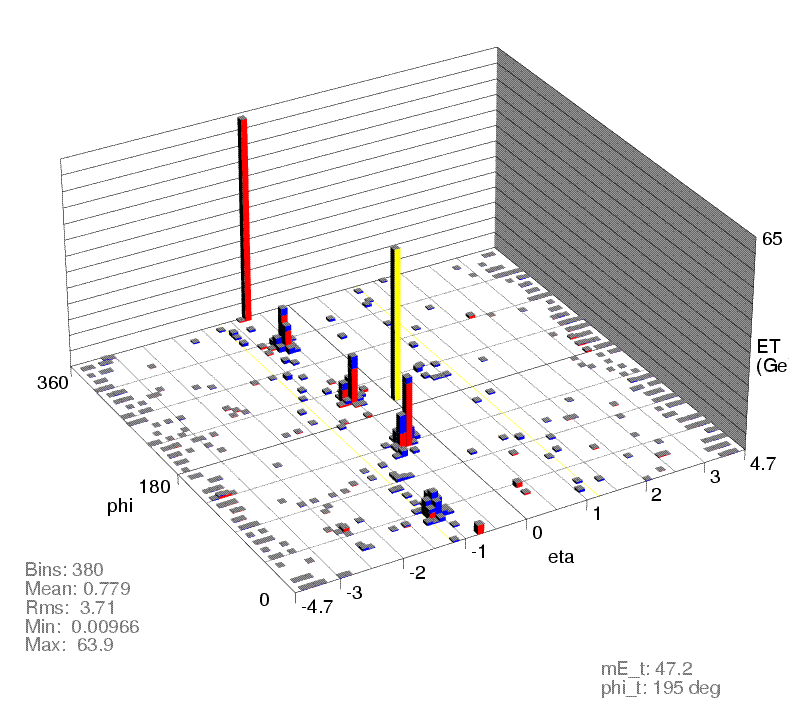 65
ET
(Ge
360
180
phi
0
-4.7
-3
-2
-1
0
1
2
3
4.7
eta
Bins: 380
Mean: 0.779
Rms: 3.71
Min: 0.00966
Max: 63.9
mE_t: 47.2
phi_t: 195 deg